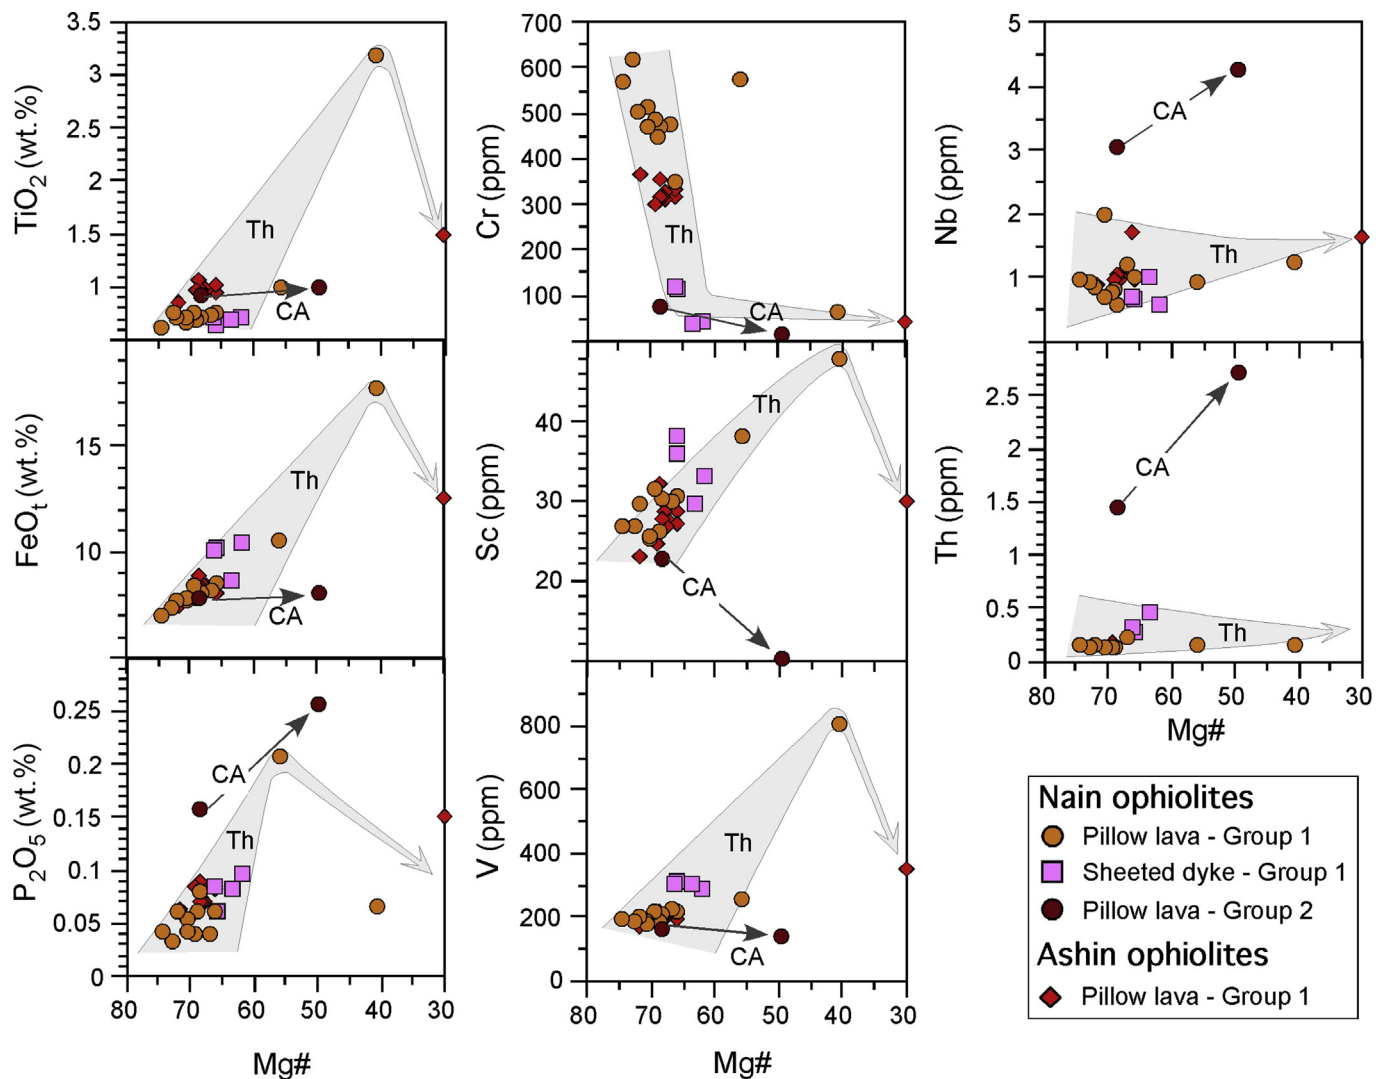 TiO2 (wt.%)
3.5
3
2.5
2
1.5
1
Th
CA
Cr (ppm)
700
600
500
400
300
200
100
Th
CA
Nb (ppm)
5
4
3
2
1
0
CA
Th
FeOt (wt. %)
15
10
Th
CA
Sc (ppm)
40
30
20
Th
CA
Th (ppm)
2.5
2
1.5
1
0.5
0
CA
Th
80 70 60 50 40 30
Mg#
P2O5 (wt.%)
0.25
0.2
0.15
0.1
0.05
0
CA
Th
80 70 60 50 40 30
Mg#
V (ppm)
800
600
400
200
0
Th
CA
80 70 60 50 40 30
Mg#
Nain ophiolites
Pillow lava - Group 1
Sheeted dyke - Group 1
Pillow lava - Group 2
Ashin ophiolites
Pillow lava - Group 1